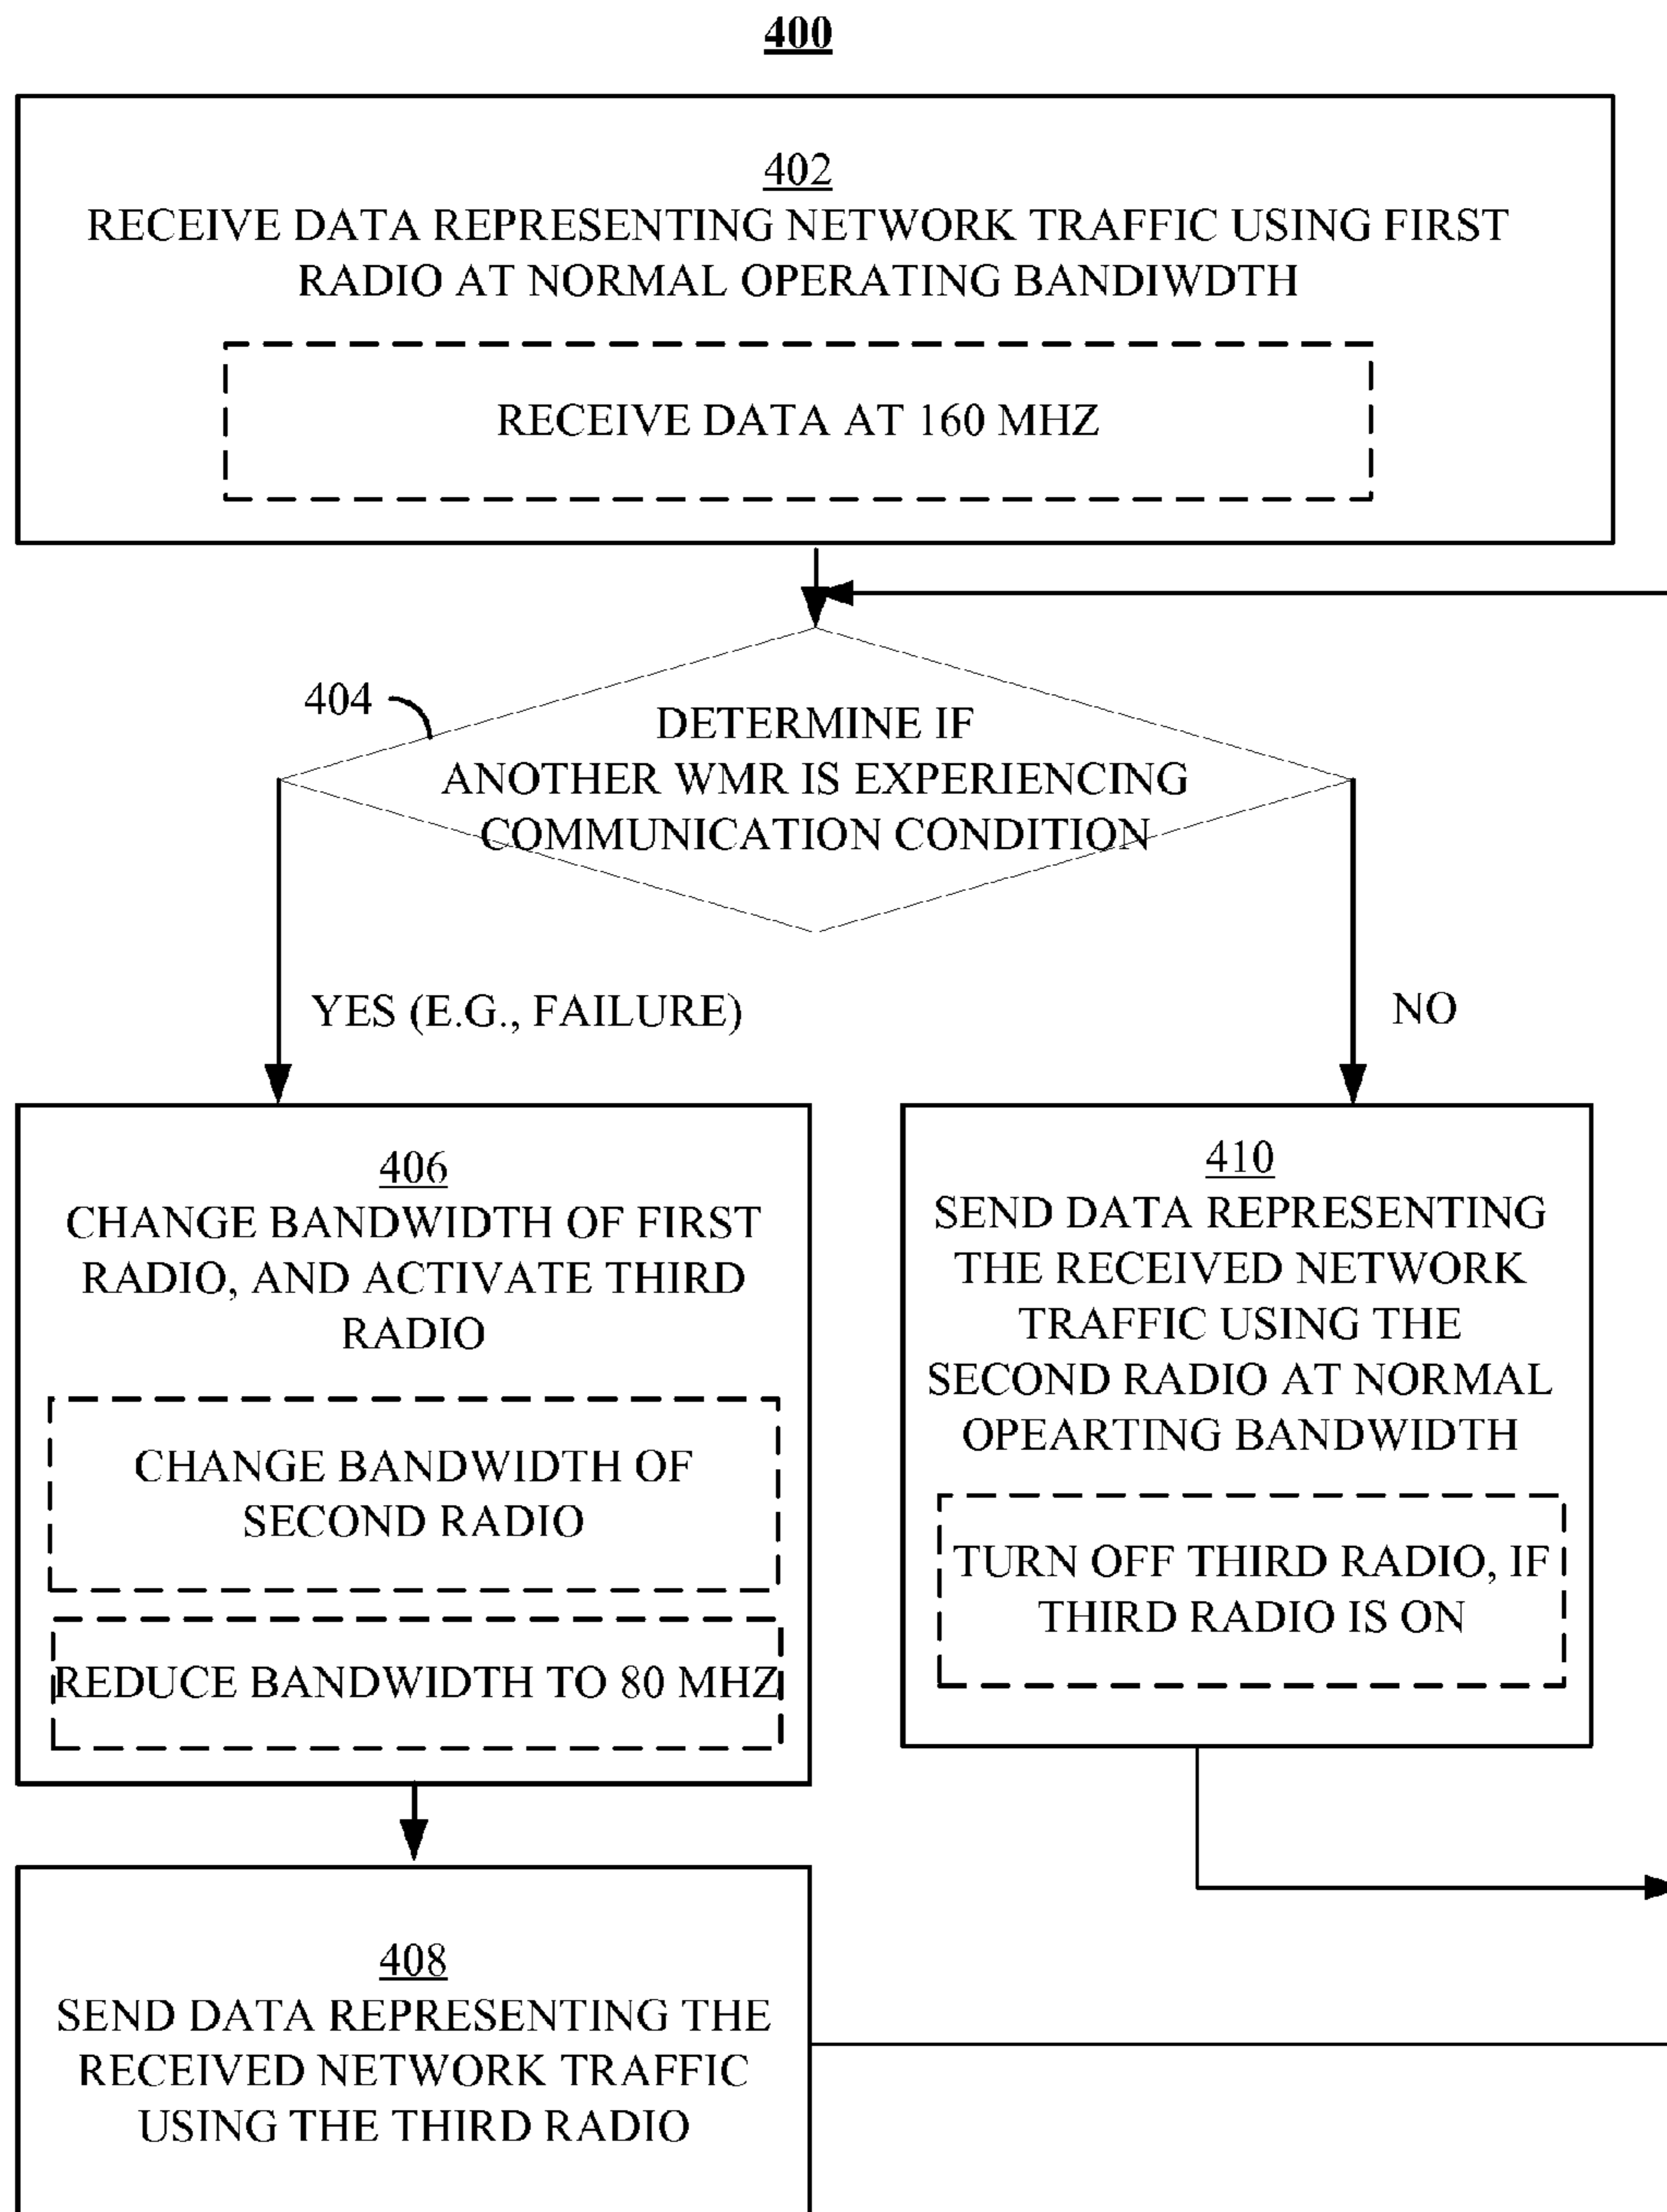 400
402
RECEIVE DATA REPRESENTING NETWORK TRAFFIC USING FIRST
RADIO AT NORMAL OPERATING BANDIWDTH
RECEIVE DATA AT 160 MHZ
404
DETERMINE IF
ANOTHER WMR IS EXPERIENCING
COMMUNICATION CONDITION
YES (E.G., FAILURE)
NO
406
CHANGE BANDWIDTH OF FIRST
RADIO, AND ACTIVATE THIRD
RADIO
CHANGE BANDWIDTH OF
SECOND RADIO
REDUCE BANDWIDTH TO 80 MHZ
410
SEND DATA REPRESENTING
THE RECEIVED NETWORK
TRAFFIC USING THE
SECOND RADIO AT NORMAL
OPEARTING BANDWIDTH
TURN OFF THIRD RADIO, IF
THIRD RADIO IS ON
408
SEND DATA REPRESENTING THE
RECEIVED NETWORK TRAFFIC
USING THE THIRD RADIO